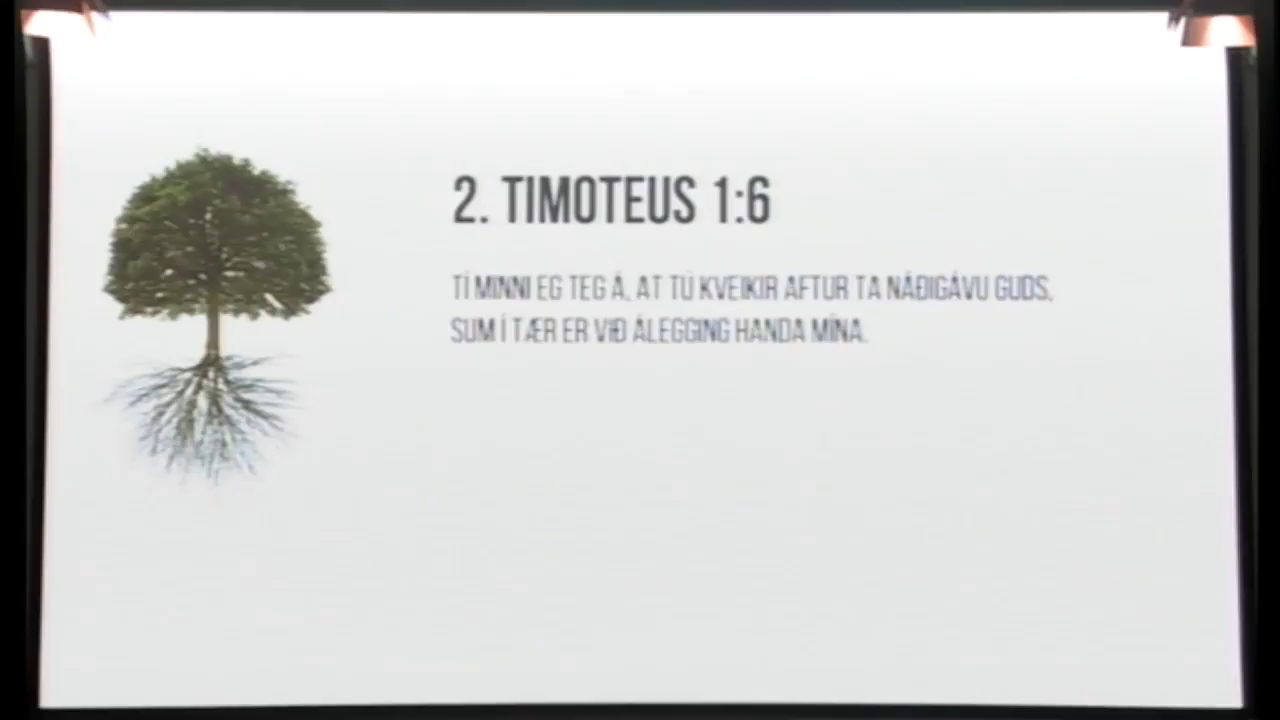 2. TIMOTEUS 1:6
TÍ MINNI EG TEG Á, AT TÚ KVEIKIR AFTUR TA NÁÐIGÁVU GUDS,
SUM Í TÆR ER VIÐ ÁLEGGING HANDA MÍNA.